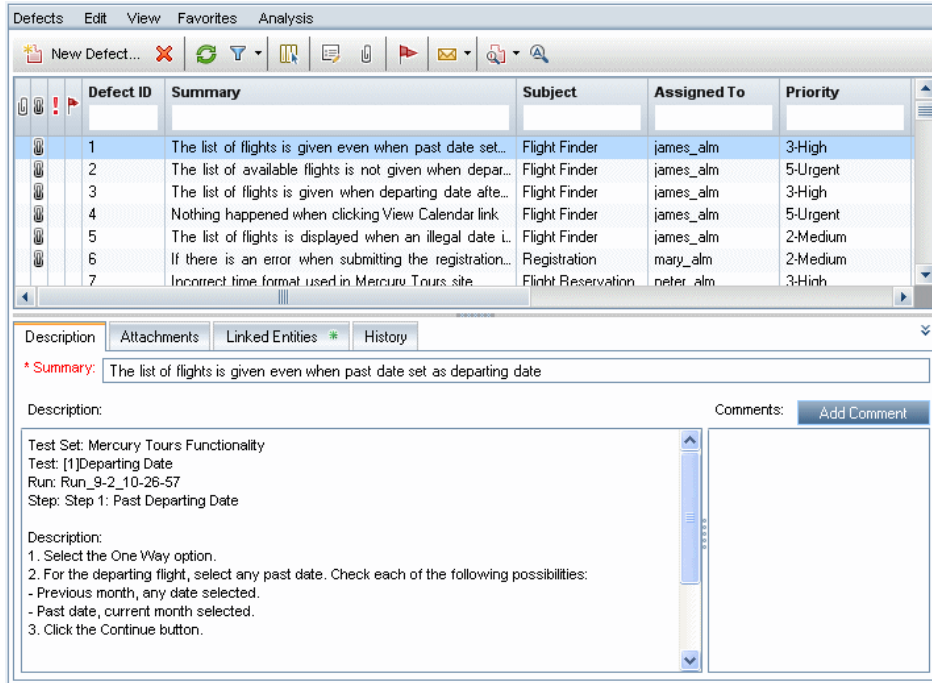 Defects Edit View Favorites Analysis
New Defect...
Defect ID Summary Subject Assigned To Priority
1 The list of flights is given even when past date set... Flight Finder james_alm 3-High
2 The list of available flights is not given when depar... Flight Finder james_alm 5-Urgent
3 The list of flights is given when departing date afte... Flight Finder james_alm 3-High
4 Nothing happened when clicking View Calendar link Flight Finder james_alm 5-Urgent
5 The list of flights is displayed when an illegal date i... Flight Finder james_alm 2-Medium
6 If there is an error when submitting the registration... Registration mary_alm 2-Medium
7 Incorrect time format used in Mercury Tours site Flight Reservation peter_alm 3-High
Description Attachments Linked Entities * History
* Summary: The list of flights is given even when past date set as departing date
Description: Comments: Add Comment
Test Set: Mercury Tours Functionality
Test: [1]Departing Date
Run: Run_9-2_10-26-57
Step: Step 1: Past Departing Date
Description:
1. Select the One Way option.
2. For the departing flight, select any past date. Check each of the following possibilities:
- Previous month, any date selected.
- Past date, current month selected.
3. Click the Continue button.